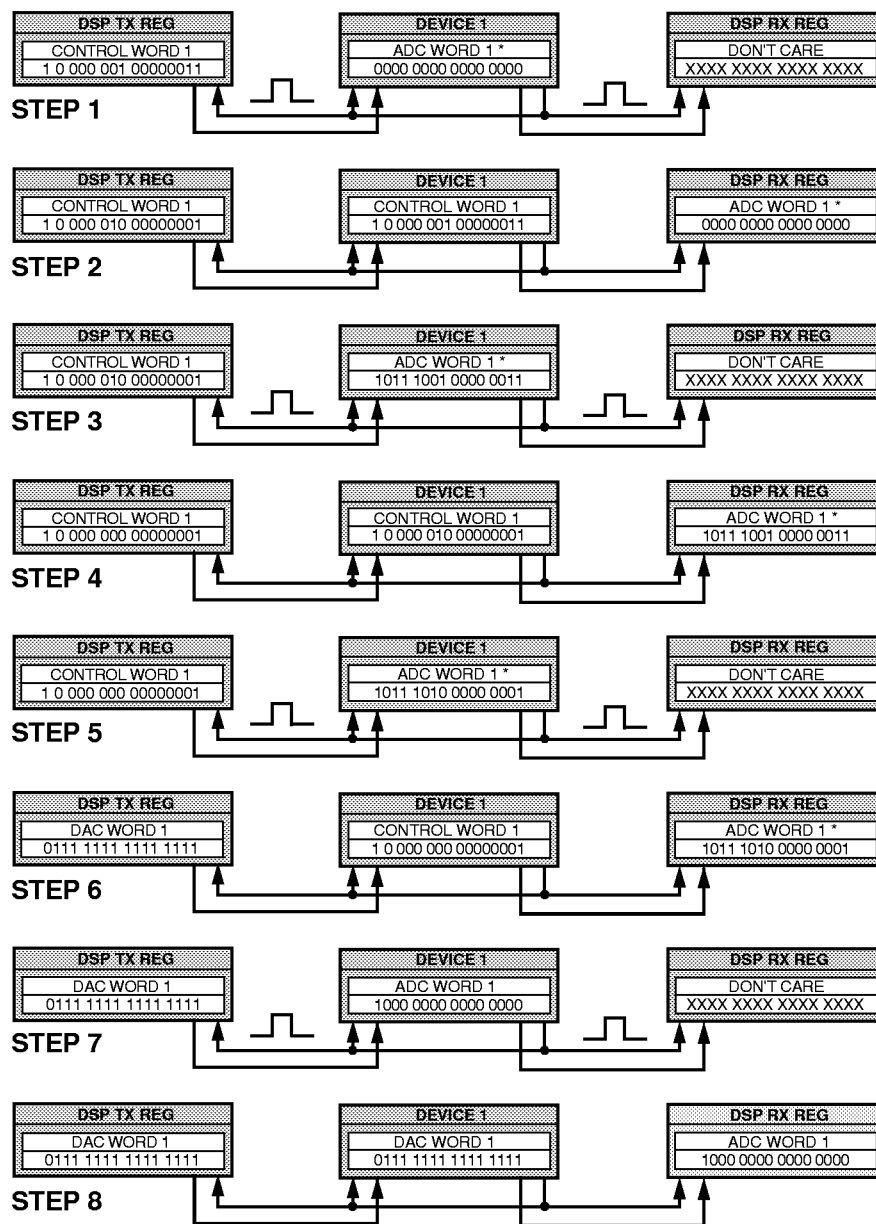 DSP TX REG
CONTROL WORD 1
1 0 000 001 00000011
DEVICE 1
ADC WORD 1 *
0000 0000 0000 0000
DSP RX REG
DON'T CARE
XXXX XXXX XXXX XXXX
STEP 1
DSP TX REG
CONTROL WORD 1
1 0 000 010 00000001
DEVICE 1
CONTROL WORD 1
1 0 000 001 00000011
DSP RX REG
ADC WORD 1 *
0000 0000 0000 0000
STEP 2
DSP TX REG
CONTROL WORD 1
1 0 000 010 00000001
DEVICE 1
ADC WORD 1 *
1011 1001 0000 0011
DSP RX REG
DON'T CARE
XXXX XXXX XXXX XXXX
STEP 3
DSP TX REG
CONTROL WORD 1
1 0 000 000 00000001
DEVICE 1
CONTROL WORD 1
1 0 000 010 00000001
DSP RX REG
ADC WORD 1 *
1011 1001 0000 0011
STEP 4
DSP TX REG
CONTROL WORD 1
1 0 000 000 00000001
DEVICE 1
ADC WORD 1 *
1011 1010 0000 0001
DSP RX REG
DON'T CARE
XXXX XXXX XXXX XXXX
STEP 5
DSP TX REG
DAC WORD 1
0111 1111 1111 1111
DEVICE 1
CONTROL WORD 1
1 0 000 000 00000001
DSP RX REG
ADC WORD 1 *
1011 1010 0000 0001
STEP 6
DSP TX REG
DAC WORD 1
0111 1111 1111 1111
DEVICE 1
ADC WORD 1
1000 0000 0000 0000
DSP RX REG
DON'T CARE
XXXX XXXX XXXX XXXX
STEP 7
DSP TX REG
DAC WORD 1
0111 1111 1111 1111
DEVICE 1
DAC WORD 1
0111 1111 1111 1111
DSP RX REG
ADC WORD 1
1000 0000 0000 0000
STEP 8